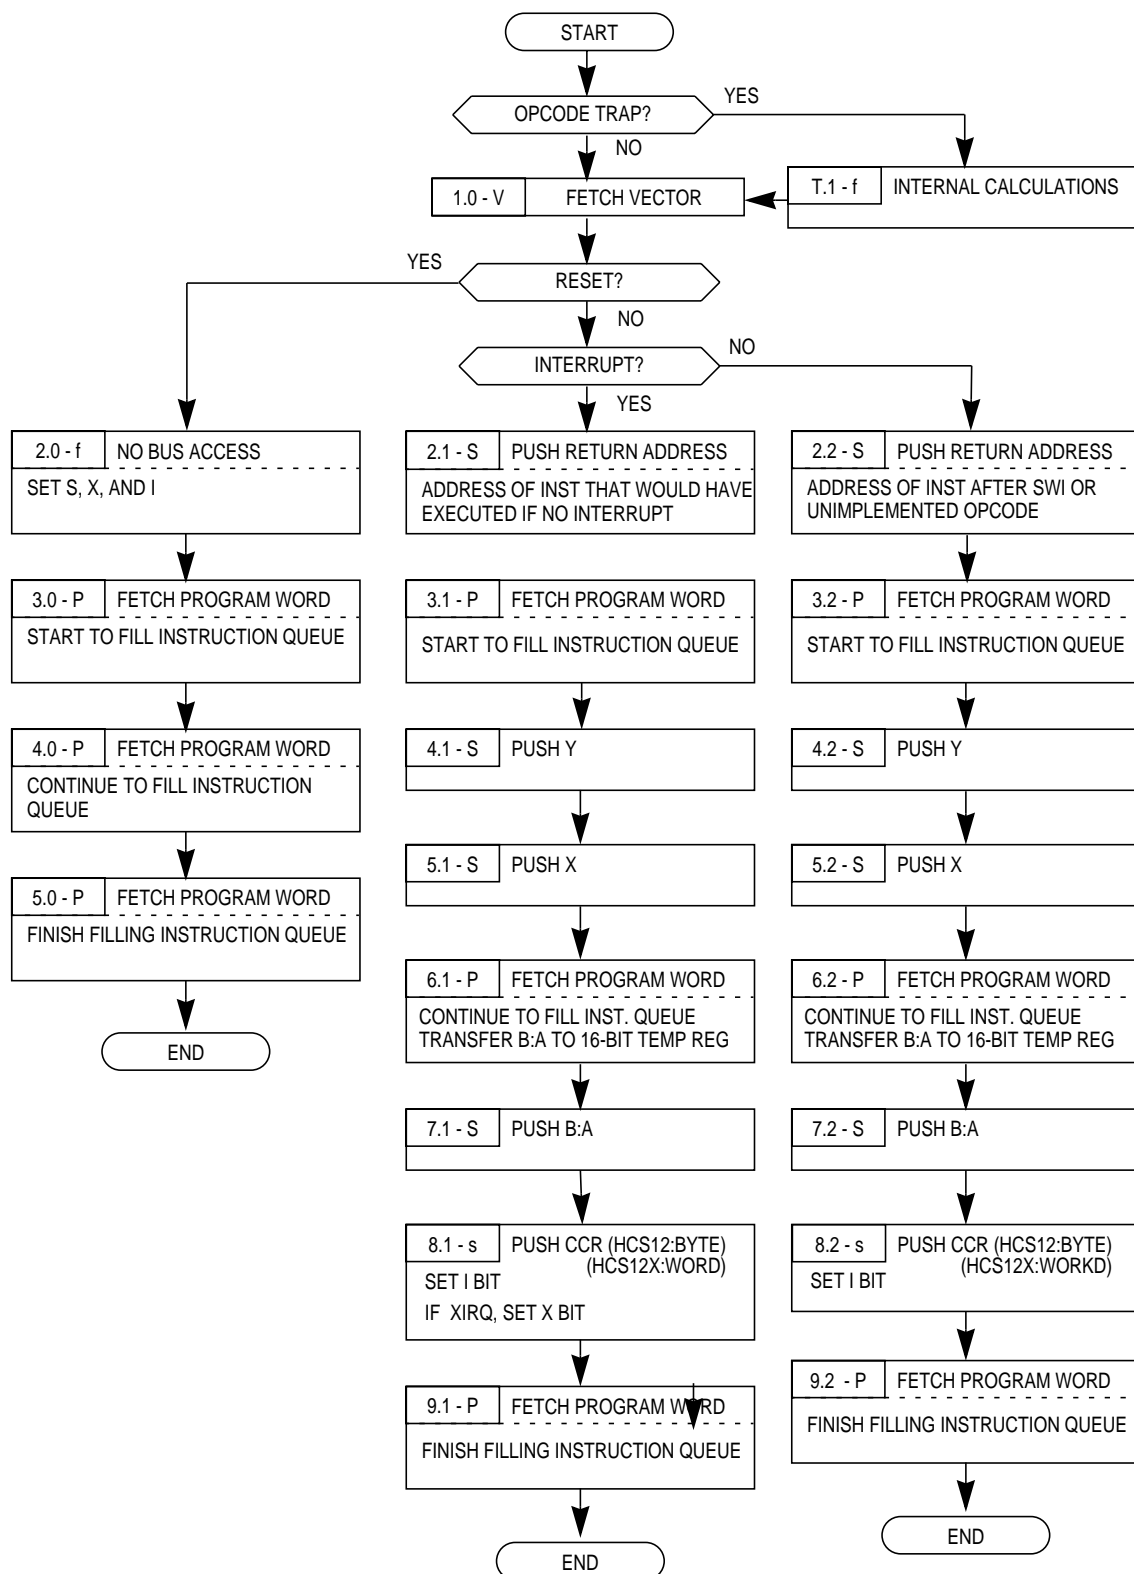 START
OPCODE TRAP?
YES
NO
1.0 - V
FETCH VECTOR
T.1 - f
INTERNAL CALCULATIONS
YES
RESET?
NO
INTERRUPT?
NO
YES
2.0 - f
NO BUS ACCESS
SET S, X, AND I
3.0 - P
FETCH PROGRAM WORD
START TO FILL INSTRUCTION QUEUE
4.0 - P
FETCH PROGRAM WORD
CONTINUE TO FILL INSTRUCTION
QUEUE
5.0 - P
FETCH PROGRAM WORD
FINISH FILLING INSTRUCTION QUEUE
END
2.1 - S
PUSH RETURN ADDRESS
ADDRESS OF INST THAT WOULD HAVE
EXECUTED IF NO INTERRUPT
3.1 - P
FETCH PROGRAM WORD
START TO FILL INSTRUCTION QUEUE
4.1 - S
PUSH Y
5.1 - S
PUSH X
6.1 - P
FETCH PROGRAM WORD
CONTINUE TO FILL INST. QUEUE
TRANSFER B:A TO 16-BIT TEMP REG
7.1 - S
PUSH B:A
8.1 - s
PUSH CCR (HCS12:BYTE)
(HCS12X:WORD)
SET I BIT
IF XIRQ, SET X BIT
9.1 - P
FETCH PROGRAM WORD
FINISH FILLING INSTRUCTION QUEUE
END
2.2 - S
PUSH RETURN ADDRESS
ADDRESS OF INST AFTER SWI OR
UNIMPLEMENTED OPCODE
3.2 - P
FETCH PROGRAM WORD
START TO FILL INSTRUCTION QUEUE
4.2 - S
PUSH Y
5.2 - S
PUSH X
6.2 - P
FETCH PROGRAM WORD
CONTINUE TO FILL INST. QUEUE
TRANSFER B:A TO 16-BIT TEMP REG
7.2 - S
PUSH B:A
8.2 - s
PUSH CCR (HCS12:BYTE)
(HCS12X:WORKD)
SET I BIT
9.2 - P
FETCH PROGRAM WORD
FINISH FILLING INSTRUCTION QUEUE
END